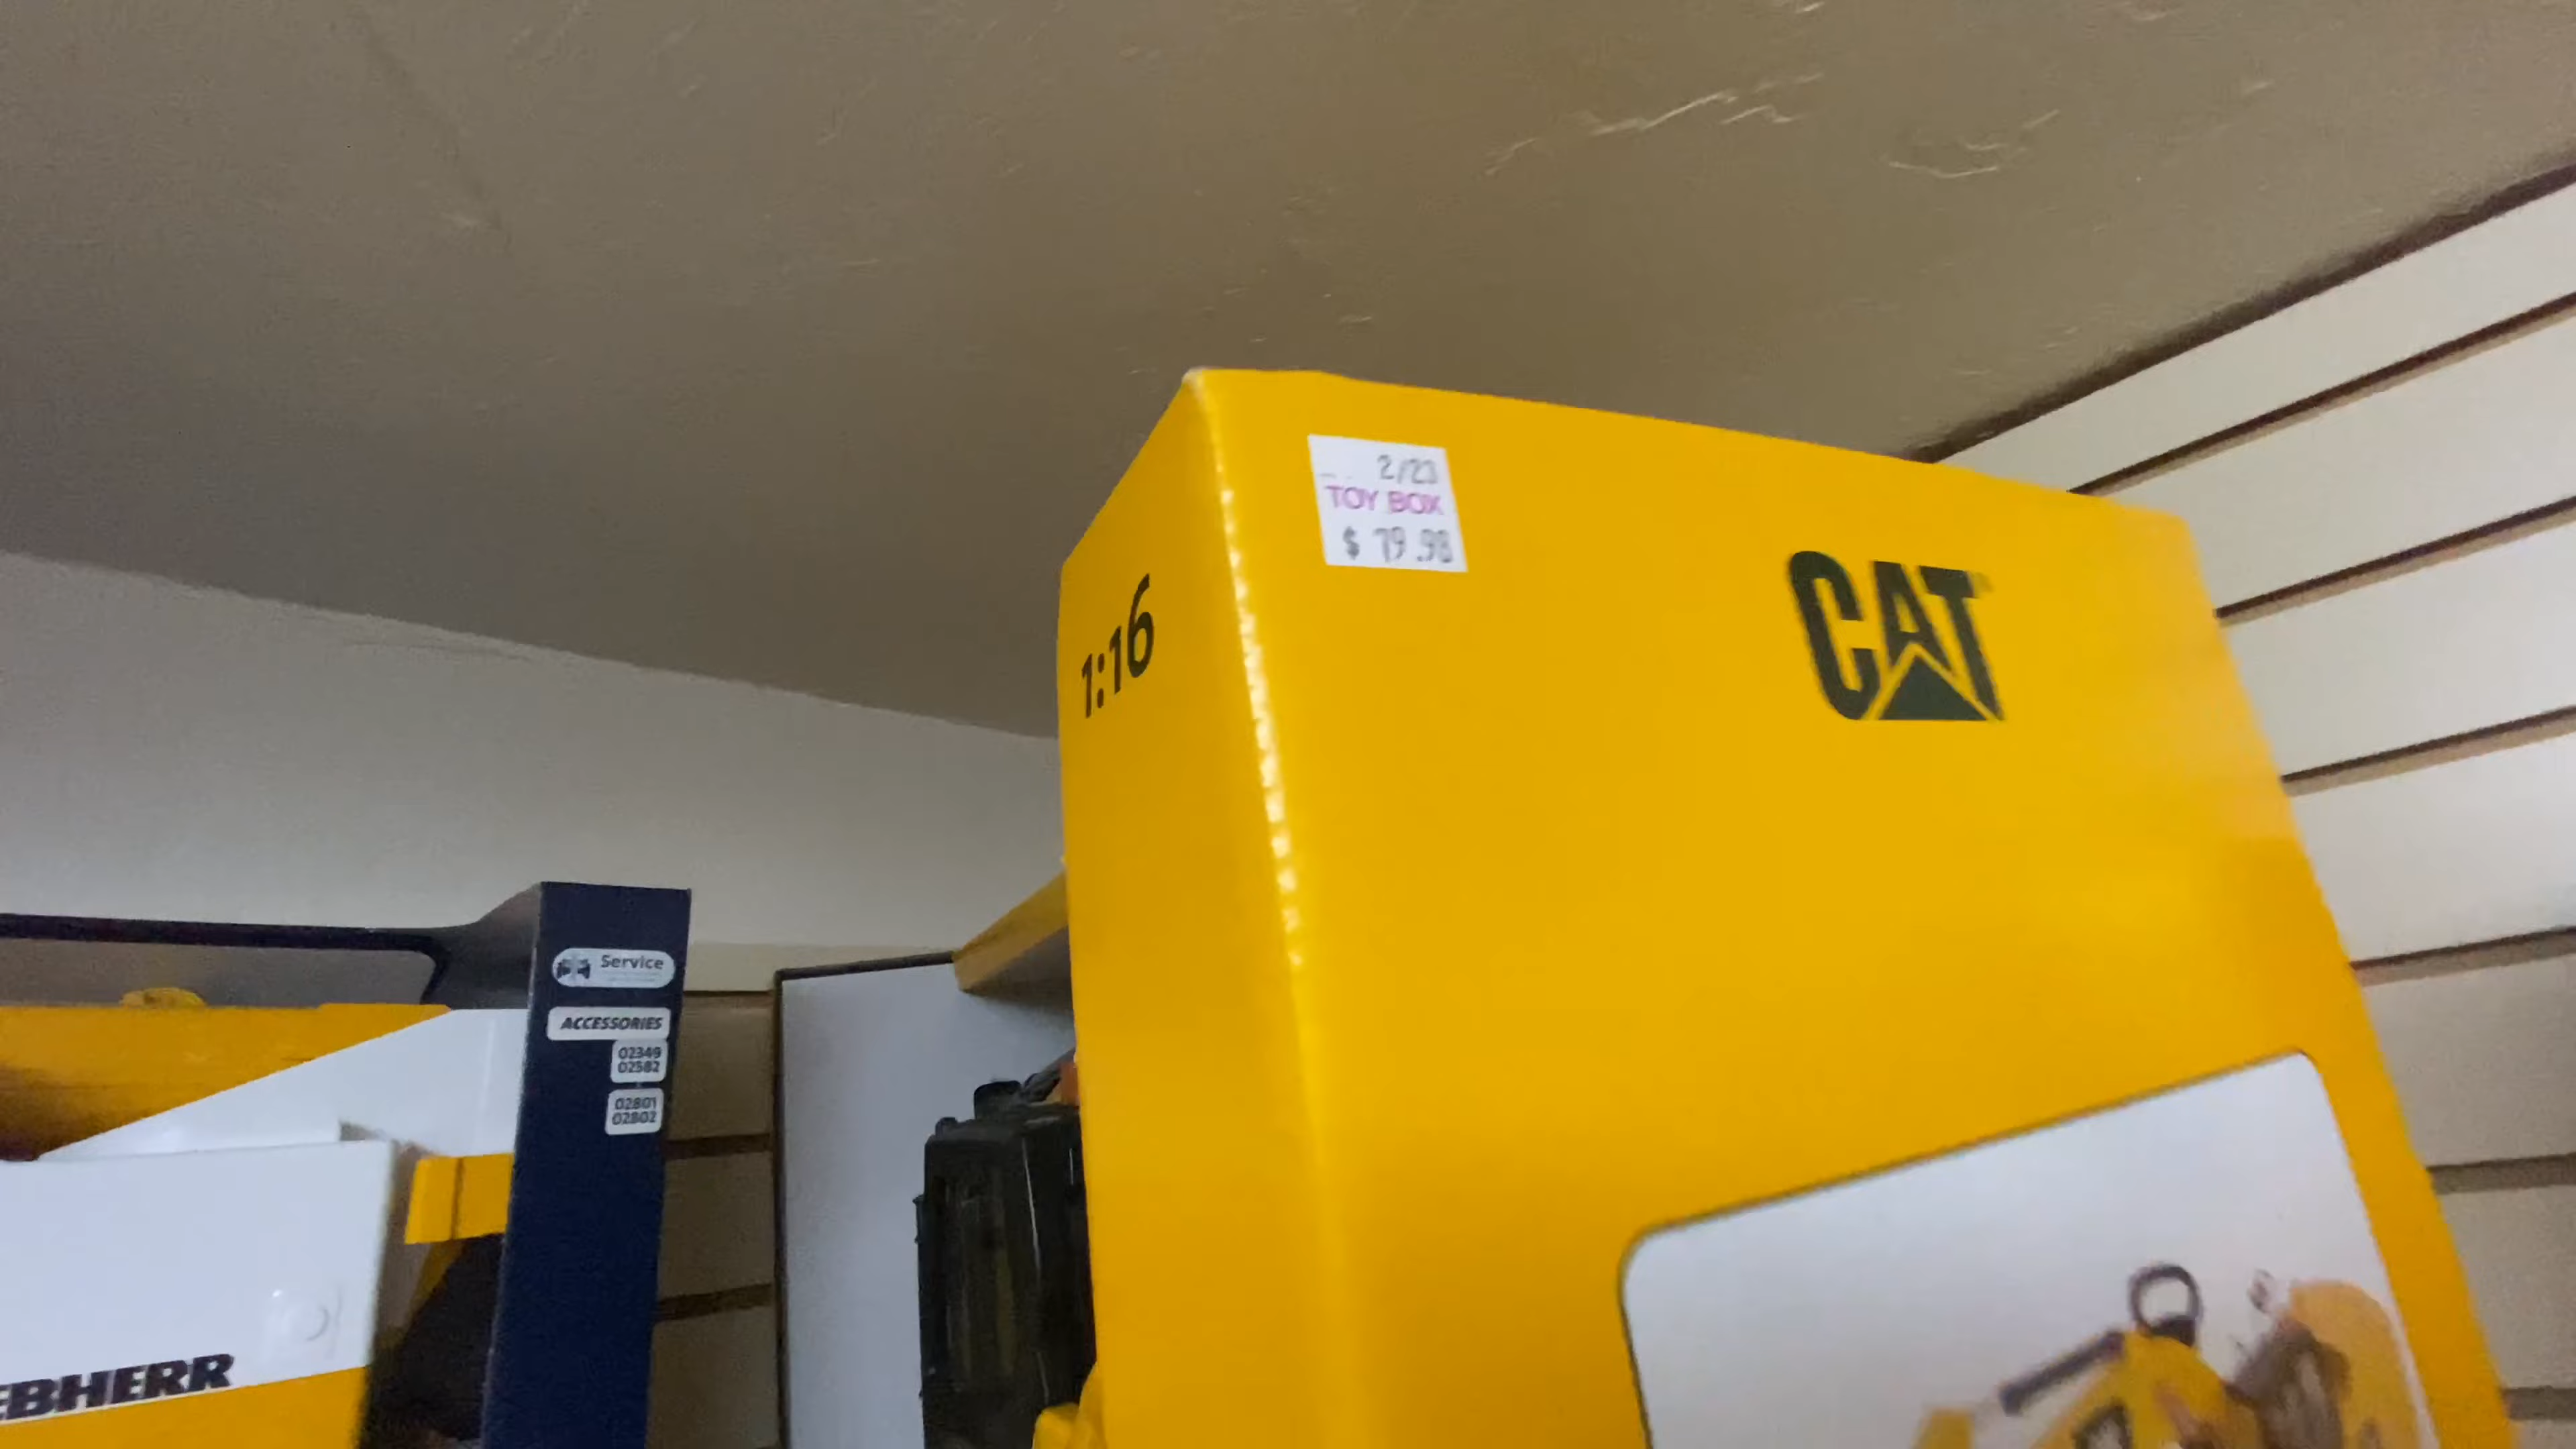 2/23
TOY BOX
$ 79.98
CAT
1:16
Service
ACCESSORIES
02349
02582
02801
02802
EBHERR